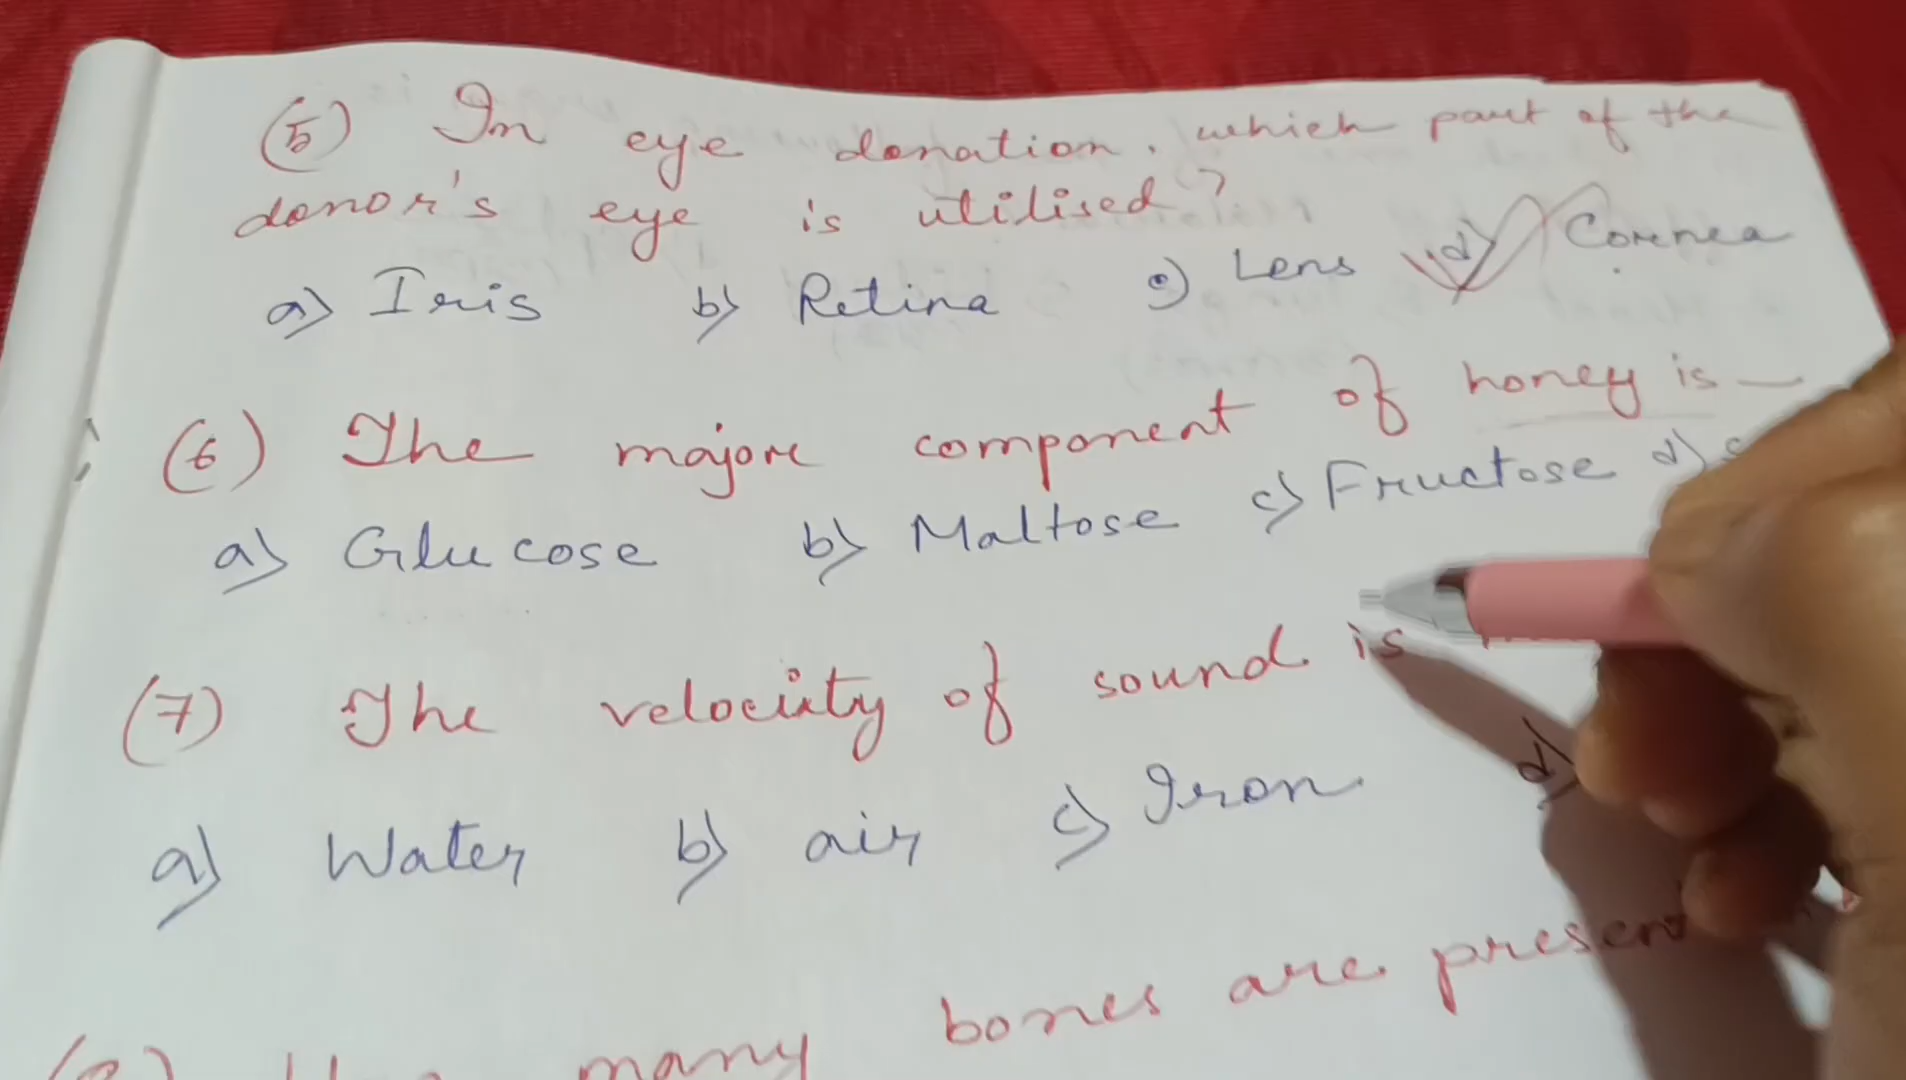 (5) In eye donation, which part of the
donor's eye is utilised?
a) Iris b) Retina c) Lens d) Cornea
(6) The major component of honey is —
a) Glucose b) Maltose c) Fructose d)
(7) The velocity of sound is
a) Water b) air c) Iron d)
many bones are present